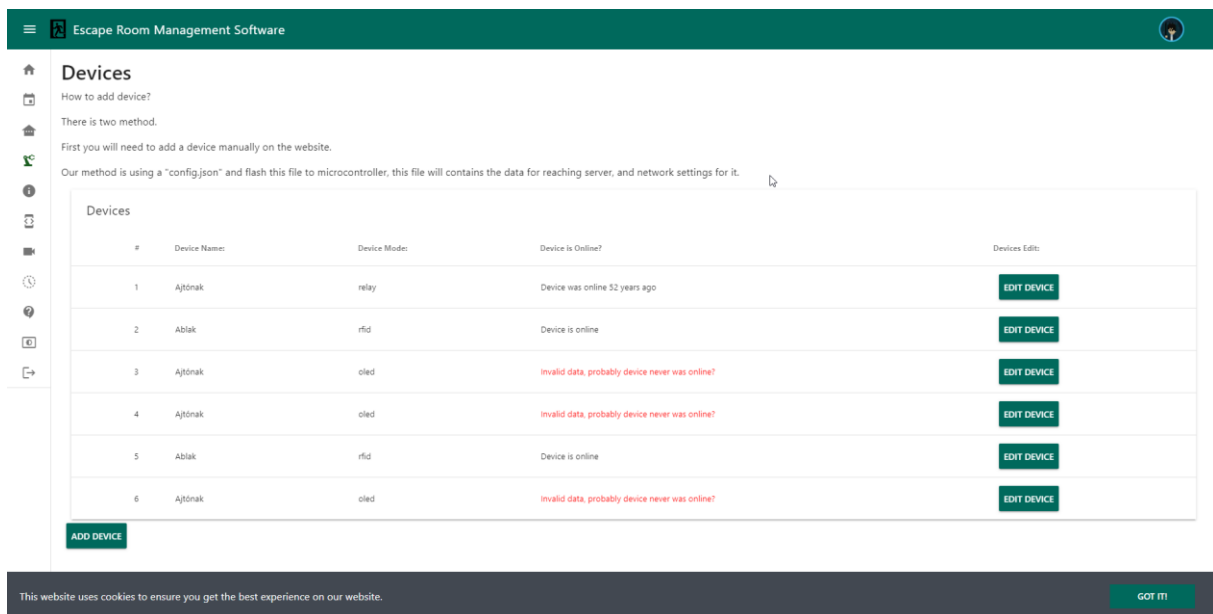 Escape Room Management Software
Devices
How to add device?
There is two method.
First you will need to add a device manually on the website.
Our method is using a "config.json" and flash this file to microcontroller, this file will contains the data for reaching server, and network settings for it.
Devices
# Device Name: Device Mode: Device is Online? Devices Edit:
1 Ajtónak relay Device was online 52 years ago EDIT DEVICE
2 Ablak rfid Device is online EDIT DEVICE
3 Ajtónak oled Invalid data, probably device never was online? EDIT DEVICE
4 Ajtónak oled Invalid data, probably device never was online? EDIT DEVICE
5 Ablak rfid Device is online EDIT DEVICE
6 Ajtónak oled Invalid data, probably device never was online? EDIT DEVICE
ADD DEVICE
This website uses cookies to ensure you get the best experience on our website. GOT IT!